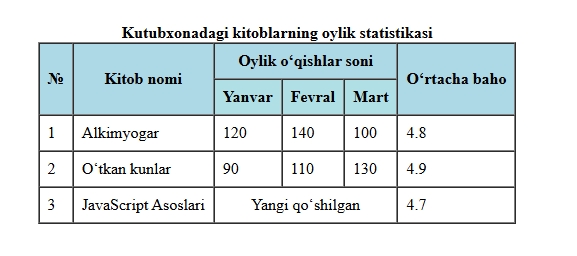 Kutubxonadagi kitoblarning oylik statistikasi
№ Kitob nomi Oylik o‘qishlar soni O‘rtacha baho
Yanvar Fevral Mart
1 Alkimyogar 120 140 100 4.8
2 O‘tkan kunlar 90 110 130 4.9
3 JavaScript Asoslari Yangi qo‘shilgan 4.7